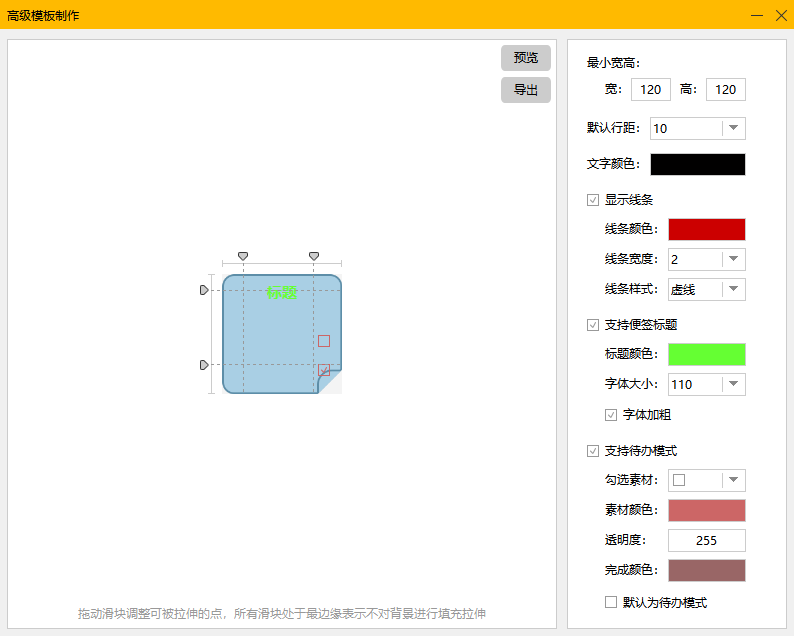 高级模板制作
预览
导出
标题
拖动滑块调整可被拉伸的点，所有滑块处于最边缘表示不对背景进行填充拉伸
最小宽高：
宽： 120 高： 120
默认行距： 10
文字颜色：
显示线条
线条颜色：
线条宽度： 2
线条样式： 虚线
支持便签标题
标题颜色：
字体大小： 110
字体加粗
支持待办模式
勾选素材：
素材颜色：
透明度： 255
完成颜色：
默认为待办模式